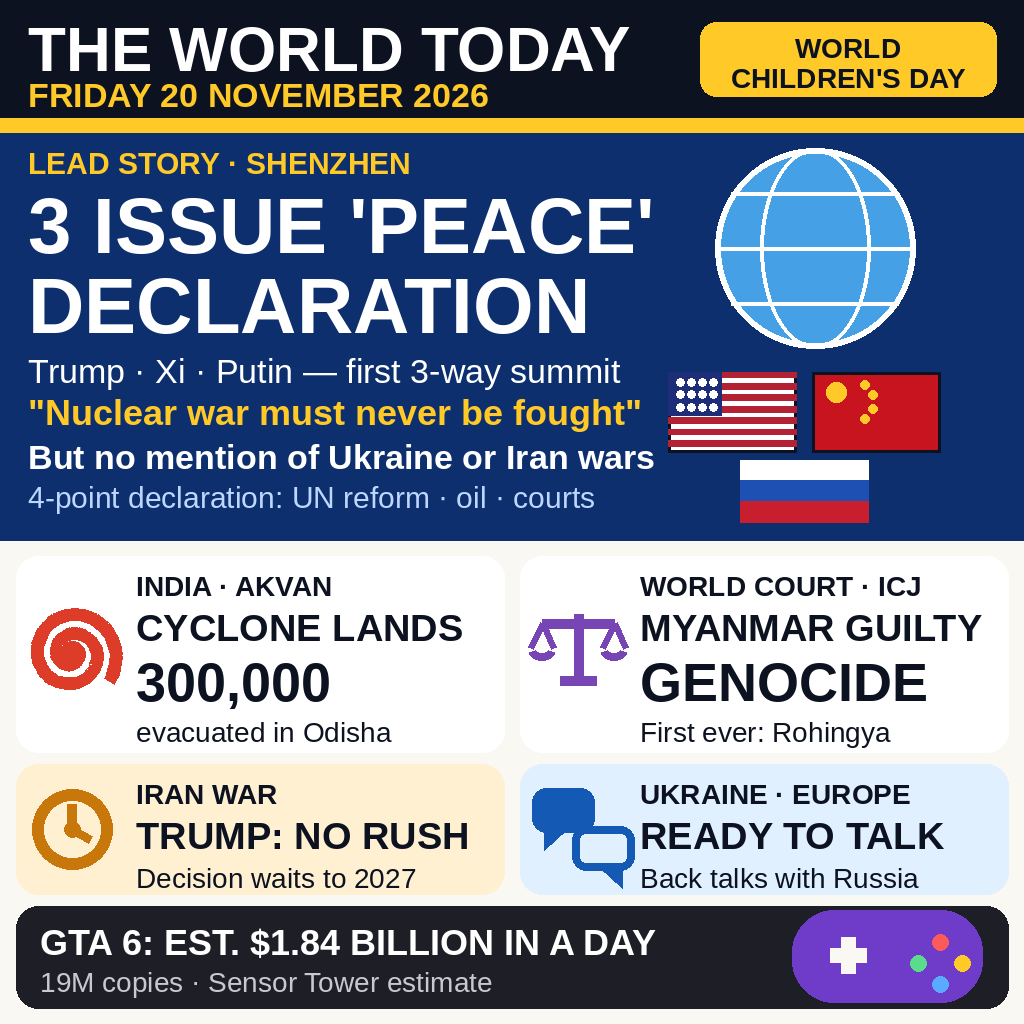 THE WORLD TODAY
FRIDAY 20 NOVEMBER 2026
WORLD
CHILDREN'S DAY
LEAD STORY · SHENZHEN
3 ISSUE 'PEACE'
DECLARATION
Trump · Xi · Putin — first 3-way summit
"Nuclear war must never be fought"
But no mention of Ukraine or Iran wars
4-point declaration: UN reform · oil · courts
INDIA · AKVAN
CYCLONE LANDS
300,000
evacuated in Odisha
WORLD COURT · ICJ
MYANMAR GUILTY
GENOCIDE
First ever: Rohingya
IRAN WAR
TRUMP: NO RUSH
Decision waits to 2027
UKRAINE · EUROPE
READY TO TALK
Back talks with Russia
GTA 6: EST. $1.84 BILLION IN A DAY
19M copies · Sensor Tower estimate